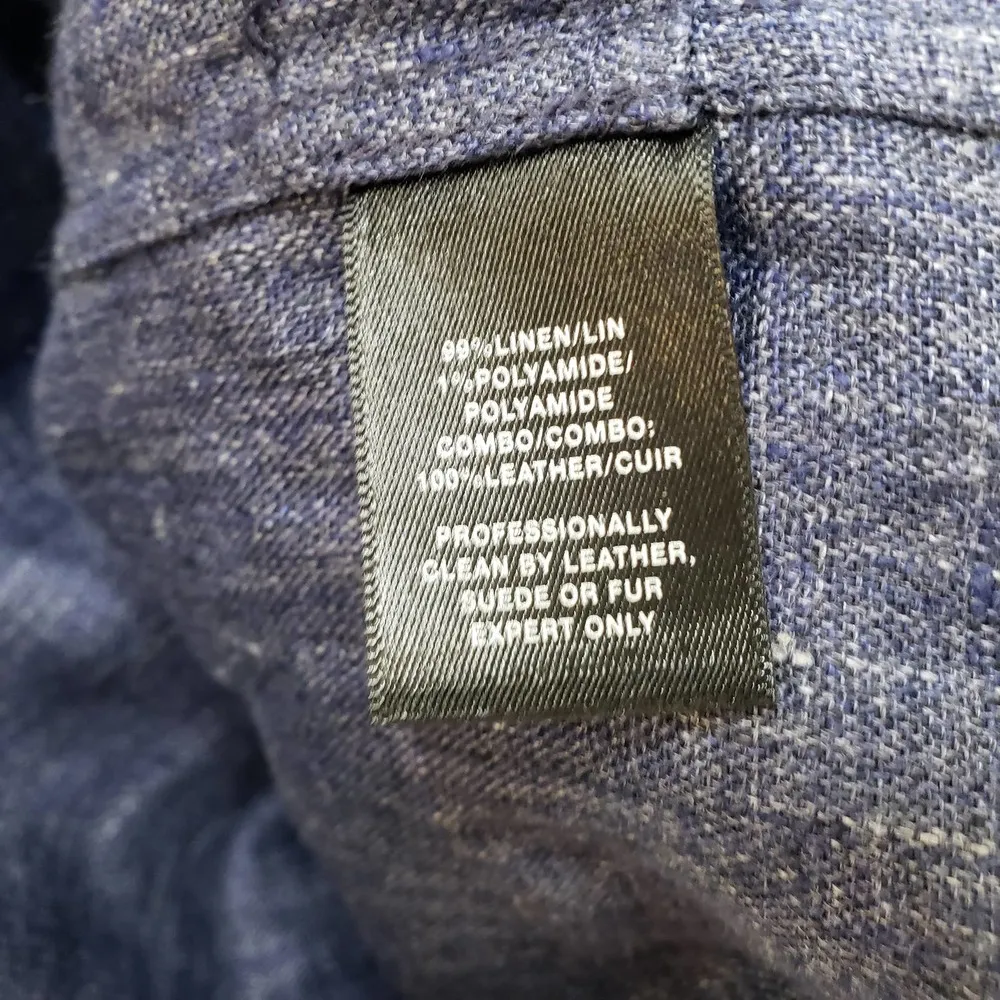 99% LINEN/LIN
1% POLYAMIDE/
POLYAMIDE
COMBO/COMBO:
100% LEATHER/CUIR
PROFESSIONALLY
CLEAN BY LEATHER,
SUEDE OR FUR
EXPERT ONLY